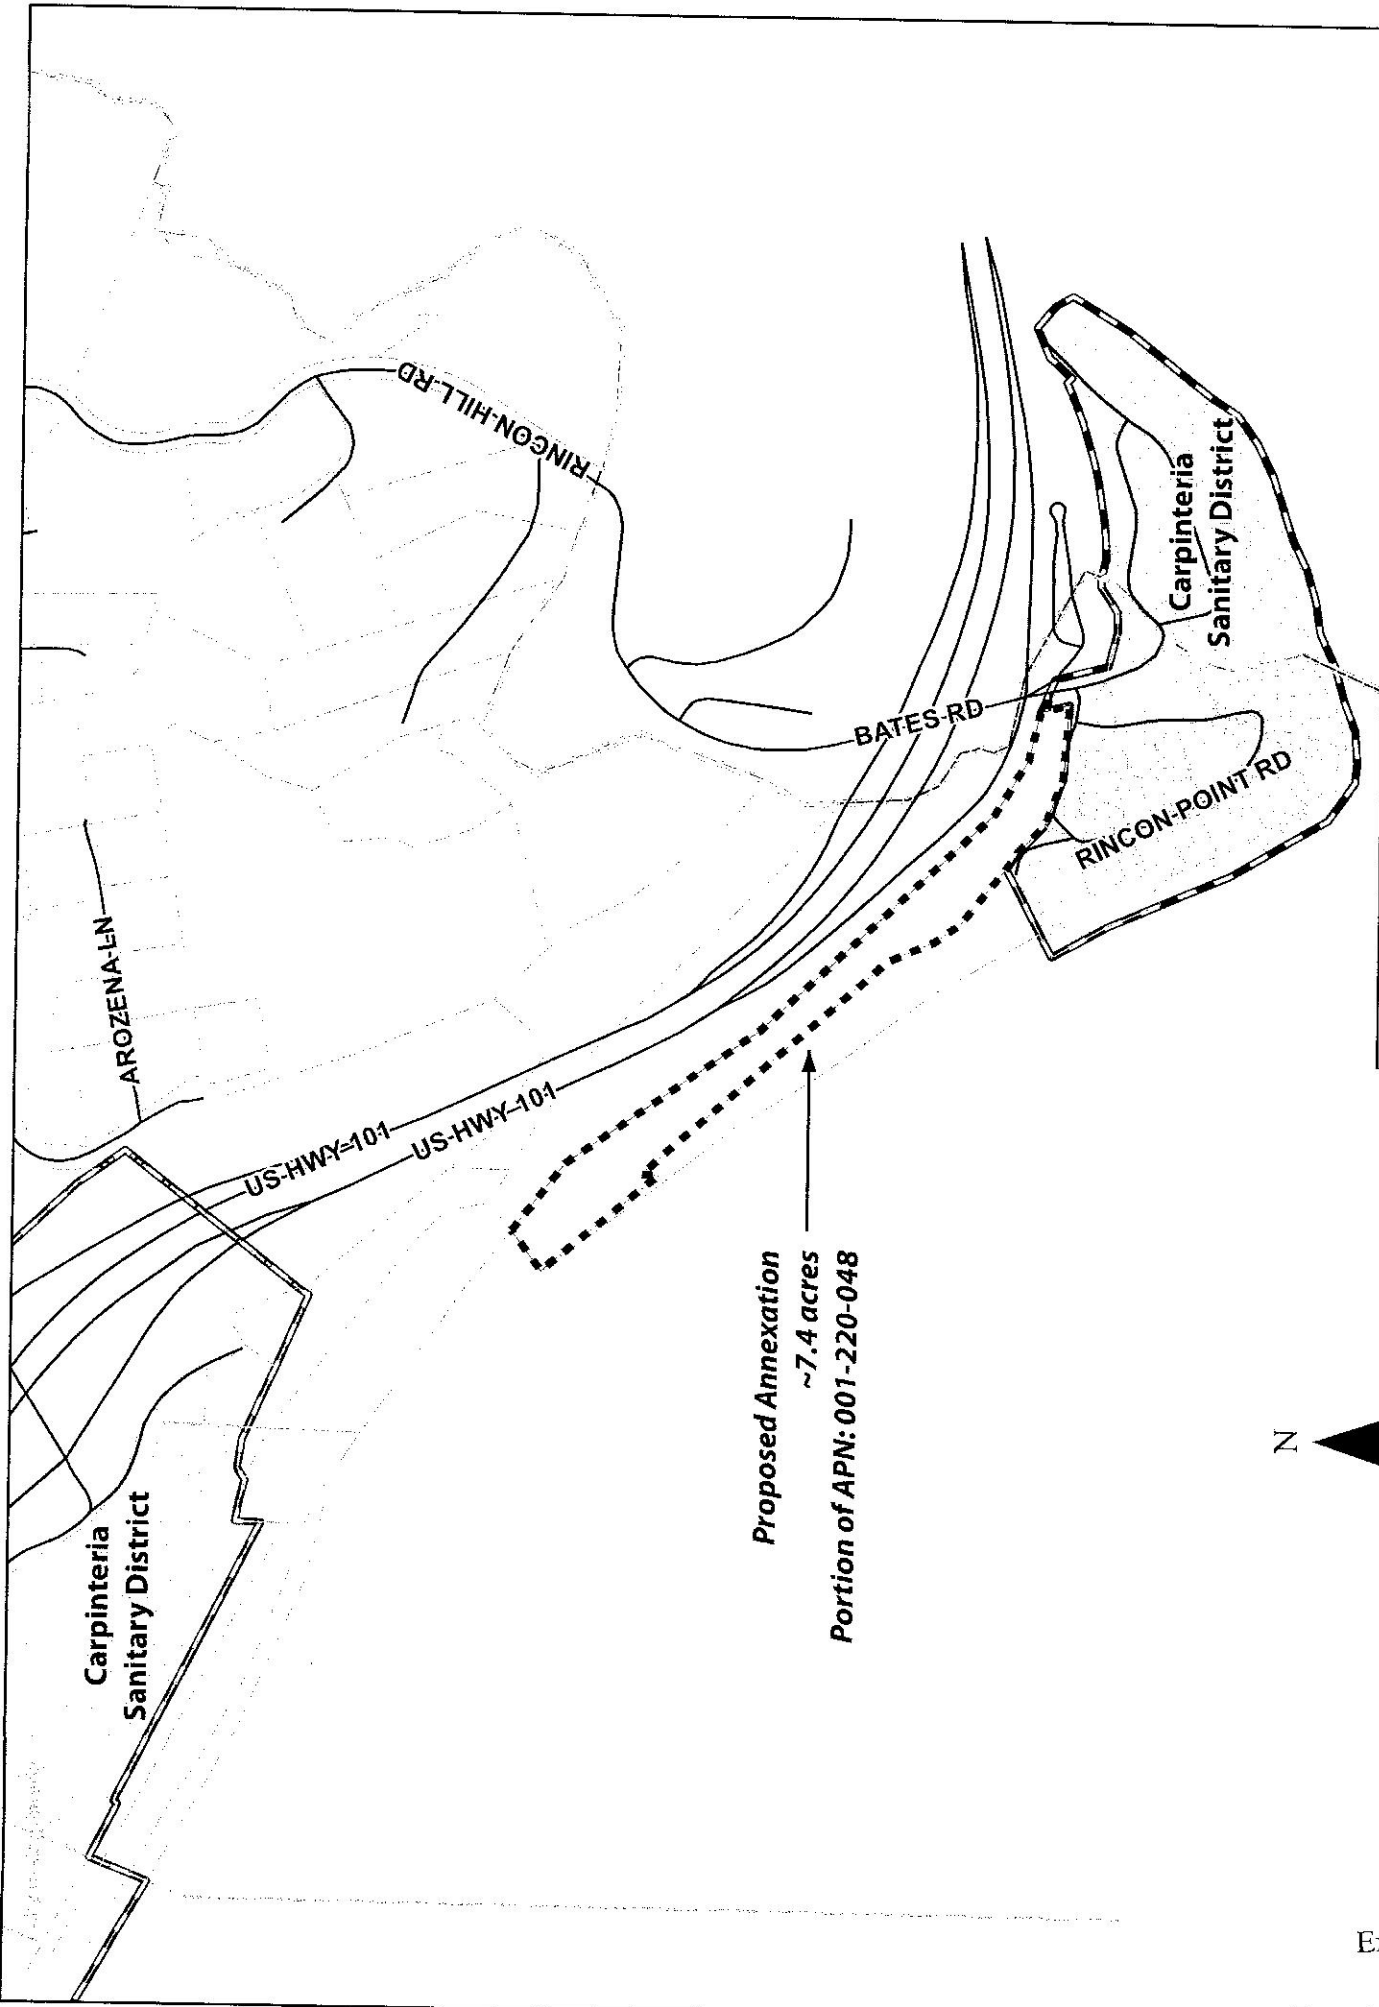 RINCON HILL RD
AROZENA LN
US HWY 101
US HWY 101
BATES RD
RINCON POINT RD
Carpinteria
Sanitary District
Carpinteria
Sanitary District
Proposed Annexation
~7.4 acres
Portion of APN: 001-220-048
N